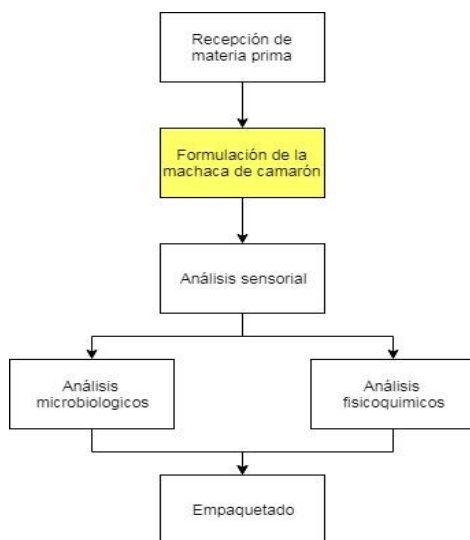 Recepción de
materia prima
Formulación de la
machaca de camarón
Análisis sensorial
Análisis
microbiologicos
Análisis
fisicoquimicos
Empaquetado